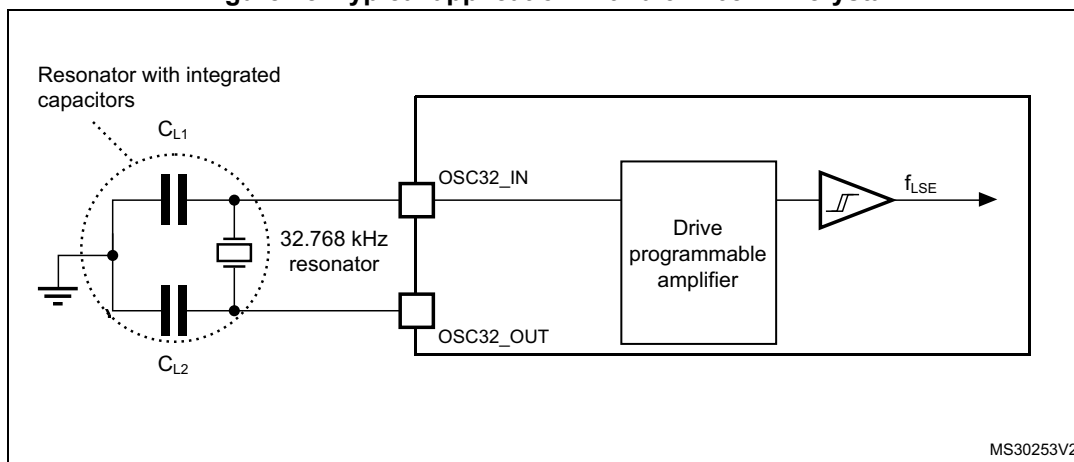 Resonator with integrated
capacitors
C_L1
OSC32_IN
f_LSE
32.768 kHz
resonator
Drive
programmable
amplifier
OSC32_OUT
C_L2
MS30253V2